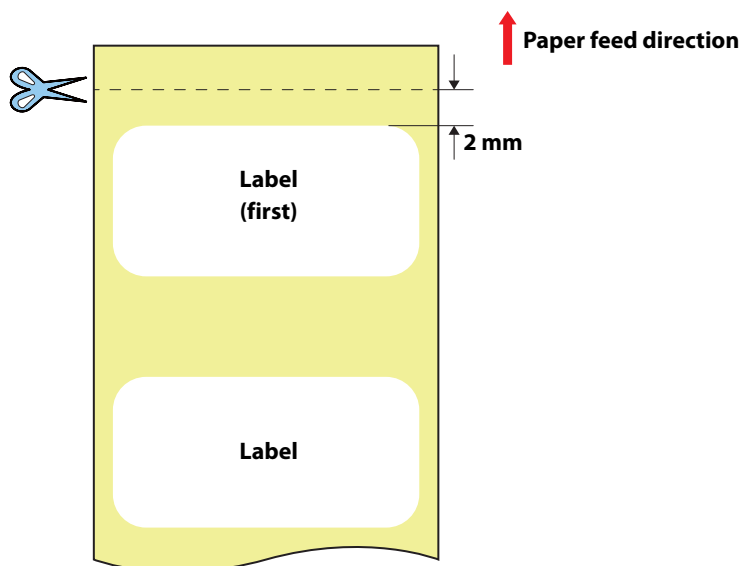 Paper feed direction
2 mm
Label
(first)
Label